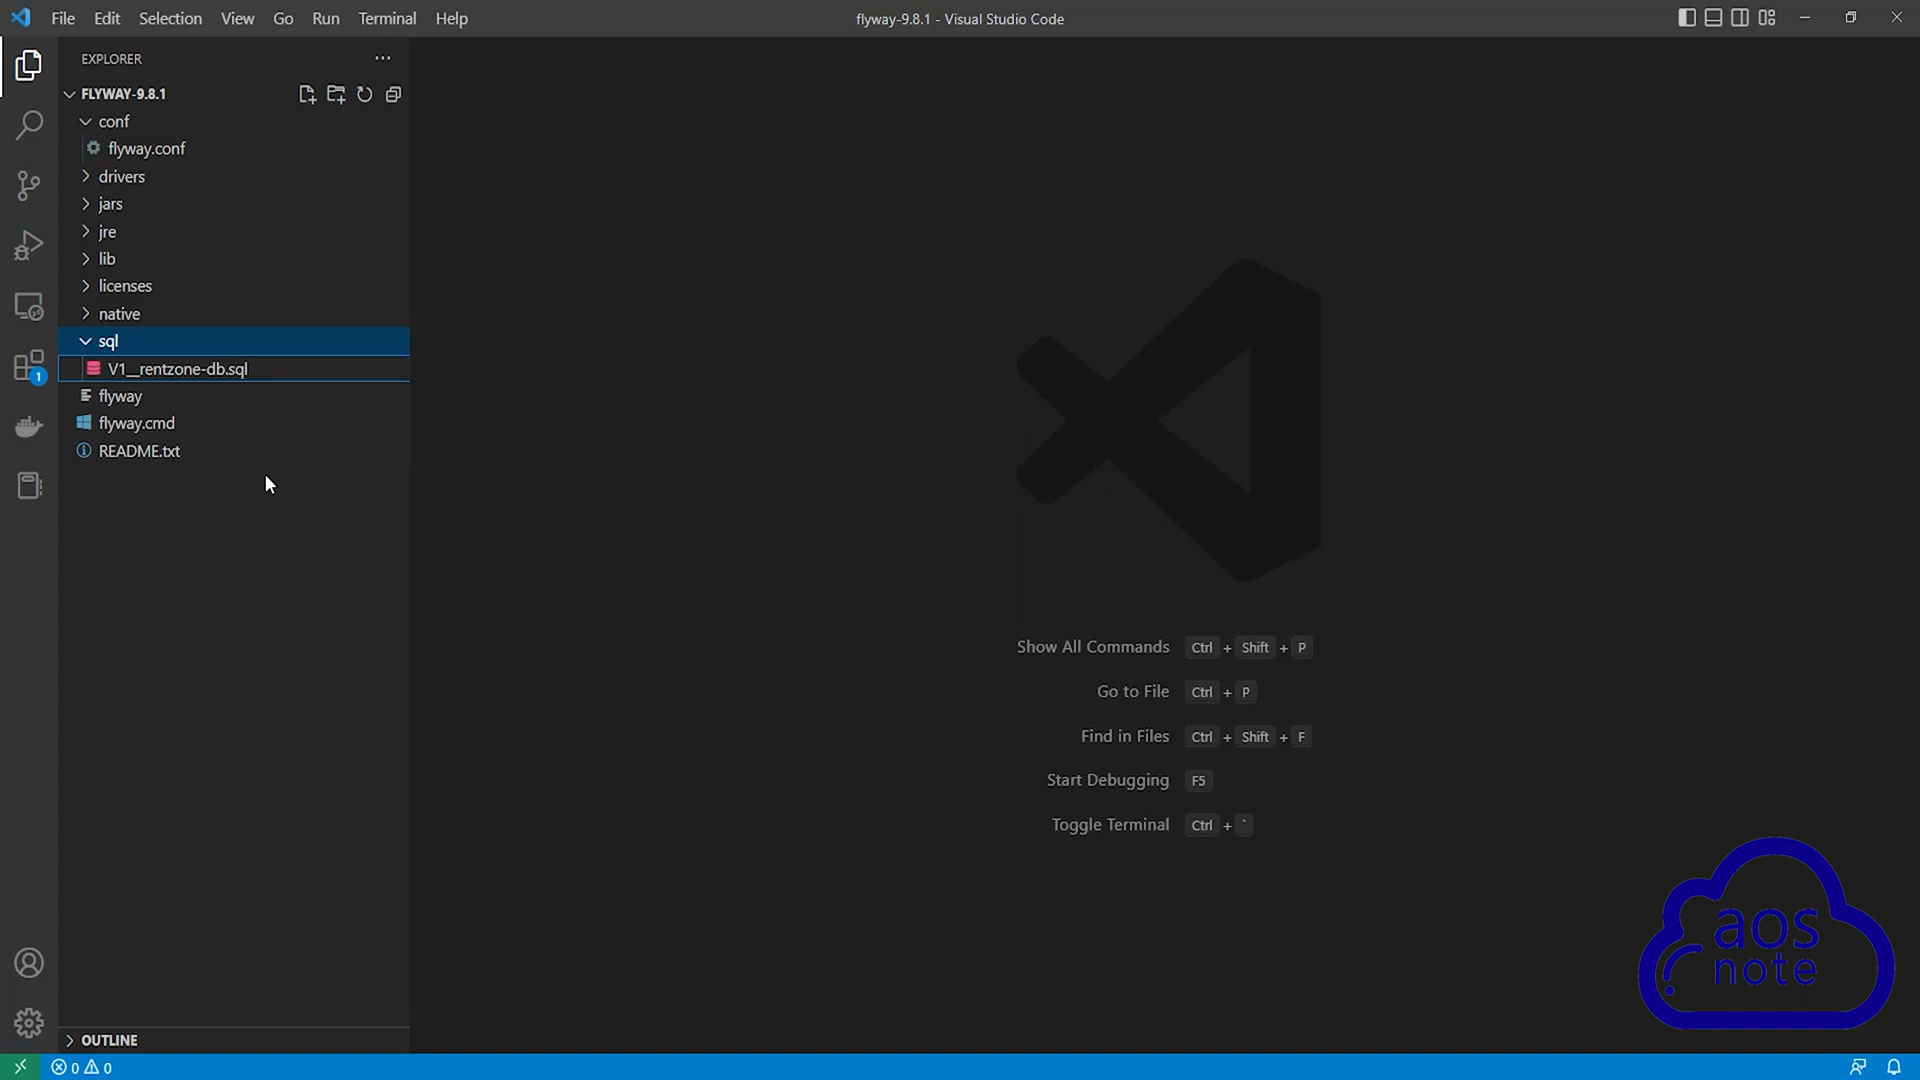 File Edit Selection View Go Run Terminal Help
flyway-9.8.1 - Visual Studio Code
EXPLORER
FLYWAY-9.8.1
conf
flyway.conf
drivers
jars
jre
lib
licenses
native
sql
V1__rentzone-db.sql
flyway
flyway.cmd
README.txt
1
Show All Commands Ctrl + Shift + P
Go to File Ctrl + P
Find in Files Ctrl + Shift + F
Start Debugging F5
Toggle Terminal Ctrl + `
aos
note
OUTLINE
0 0